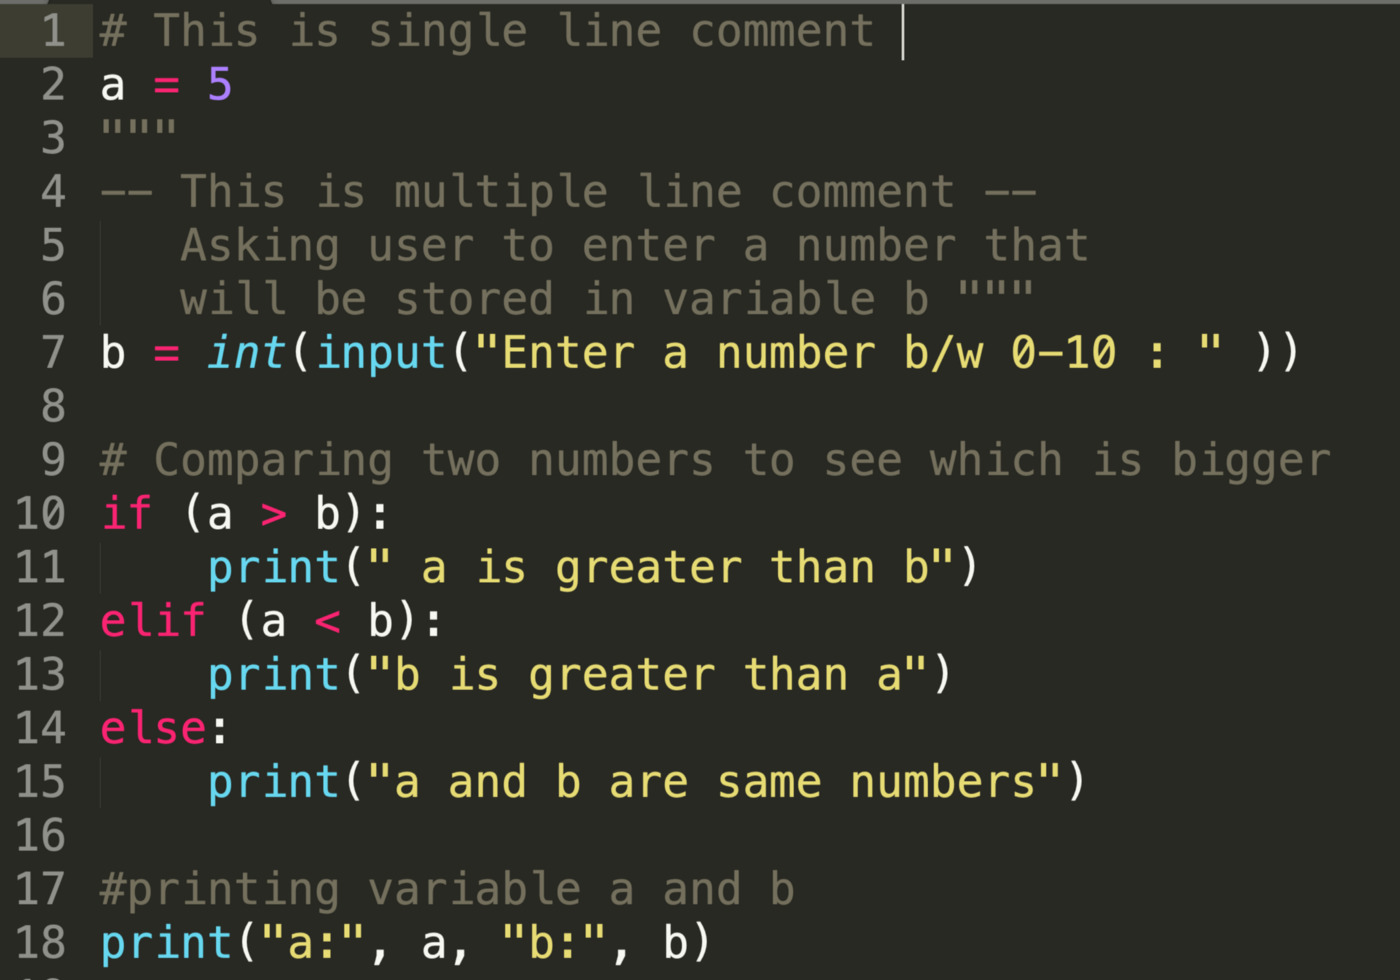 1 # This is single line comment
2 a = 5
3 """
4 -- This is multiple line comment --
5    Asking user to enter a number that
6    will be stored in variable b """
7 b = int(input("Enter a number b/w 0-10 : " ))
8
9 # Comparing two numbers to see which is bigger
10 if (a > b):
11     print(" a is greater than b")
12 elif (a < b):
13     print("b is greater than a")
14 else:
15     print("a and b are same numbers")
16
17 #printing variable a and b
18 print("a:", a, "b:", b)